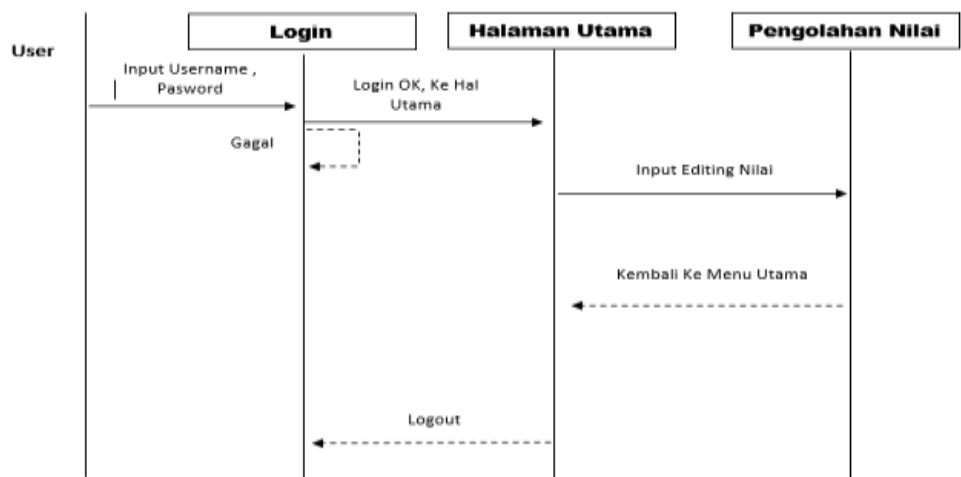 Login
Halaman Utama
Pengolahan Nilai
User
Input Username ,
Pasword
Login OK, Ke Hal
Utama
Gagal
Input Editing Nilai
Kembali Ke Menu Utama
Logout